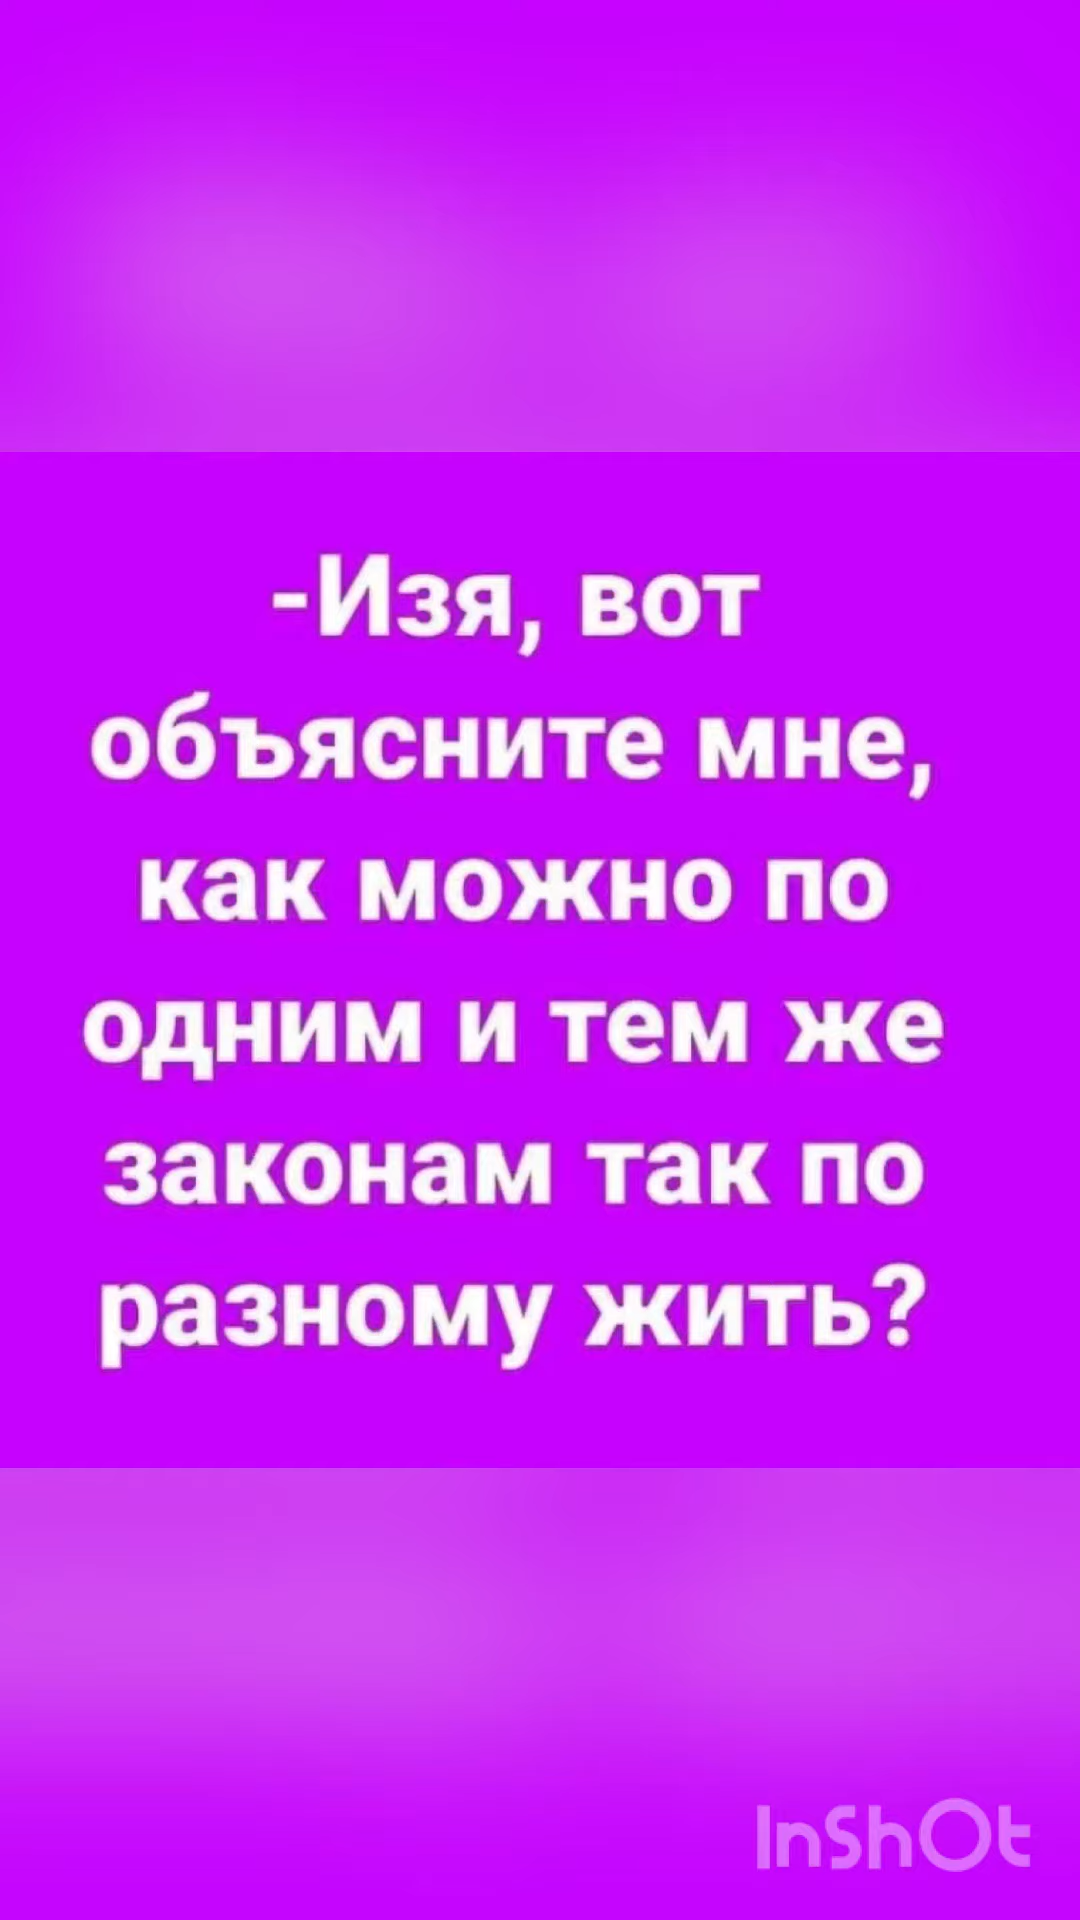 -Изя, вот
объясните мне,
как можно по
одним и тем же
законам так по
разному жить?
InShOt